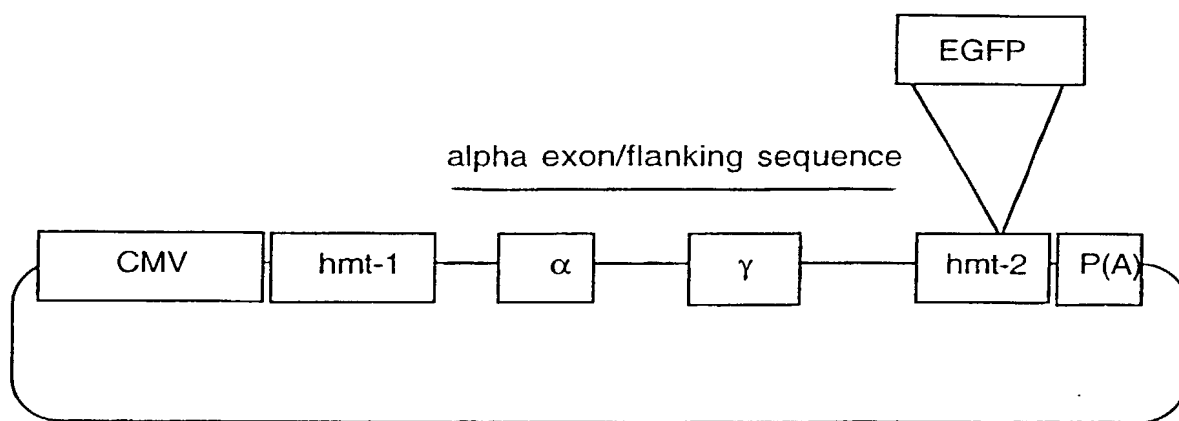 EGFP
alpha exon/flanking sequence
CMV
hmt-1
α
γ
hmt-2
P(A)